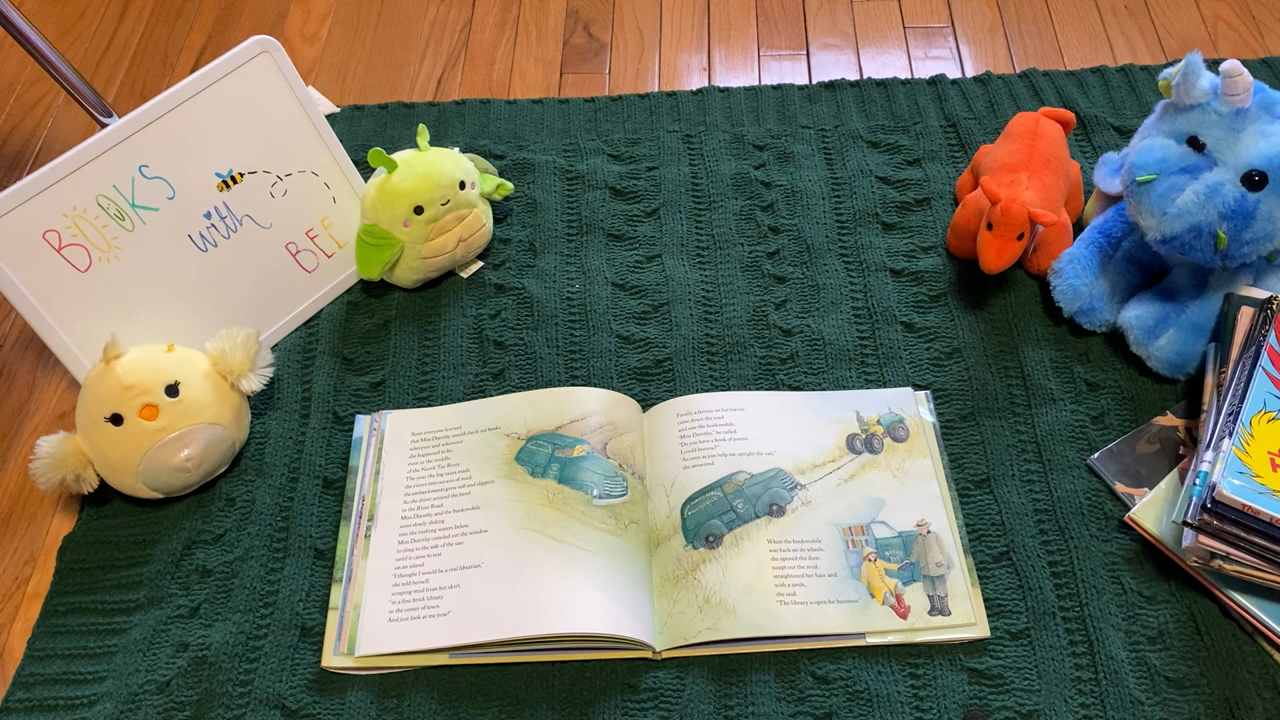 BOOKS
with
BEE
Soon everyone learned
that Miss Dorothy would check out books
wherever and whenever
she happened to be,
even in the middle
of the North Toe River.
The year the big rains made
the rivers into oceans of mud,
the embankments grew soft and slippery.
As she drove around the bend
in the River Road,
Miss Dorothy and the bookmobile
went slowly sliding
into the rushing waters below.
Miss Dorothy crawled out the window
to cling to the side of the van
until it came to rest
on an island.
"I thought I would be a real librarian,"
she told herself,
scraping mud from her skirt,
"in a fine brick library
in the center of town.
And just look at me now!"
Finally a farmer on his tractor
came down the road
and saw the bookmobile.
"Miss Dorothy," he called.
"Do you have a book of poems
I could borrow?"
"As soon as you help me upright the van,"
she answered.
When the bookmobile
was back on its wheels,
she opened the door,
swept out the mud,
straightened her hair, and,
with a smile,
she said,
"The library is open for business."